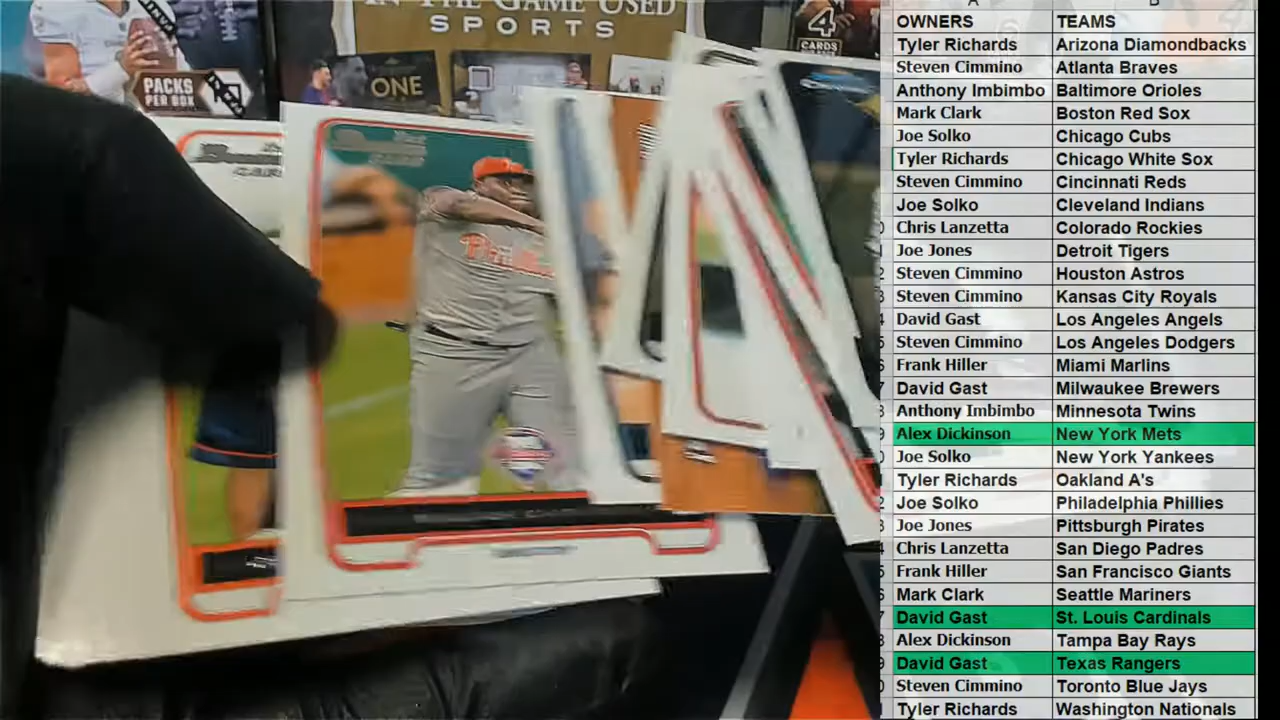 IN THE GAME USED
SPORTS
4
CARDS
PACKS
PER BOX
ONE
Bowman
Phil
A B
OWNERS TEAMS
Tyler Richards Arizona Diamondbacks
Steven Cimmino Atlanta Braves
Anthony Imbimbo Baltimore Orioles
Mark Clark Boston Red Sox
Joe Solko Chicago Cubs
Tyler Richards Chicago White Sox
Steven Cimmino Cincinnati Reds
Joe Solko Cleveland Indians
Chris Lanzetta Colorado Rockies
Joe Jones Detroit Tigers
Steven Cimmino Houston Astros
Steven Cimmino Kansas City Royals
David Gast Los Angeles Angels
Steven Cimmino Los Angeles Dodgers
Frank Hiller Miami Marlins
David Gast Milwaukee Brewers
Anthony Imbimbo Minnesota Twins
Alex Dickinson New York Mets
Joe Solko New York Yankees
Tyler Richards Oakland A's
Joe Solko Philadelphia Phillies
Joe Jones Pittsburgh Pirates
Chris Lanzetta San Diego Padres
Frank Hiller San Francisco Giants
Mark Clark Seattle Mariners
David Gast St. Louis Cardinals
Alex Dickinson Tampa Bay Rays
David Gast Texas Rangers
Steven Cimmino Toronto Blue Jays
Tyler Richards Washington Nationals